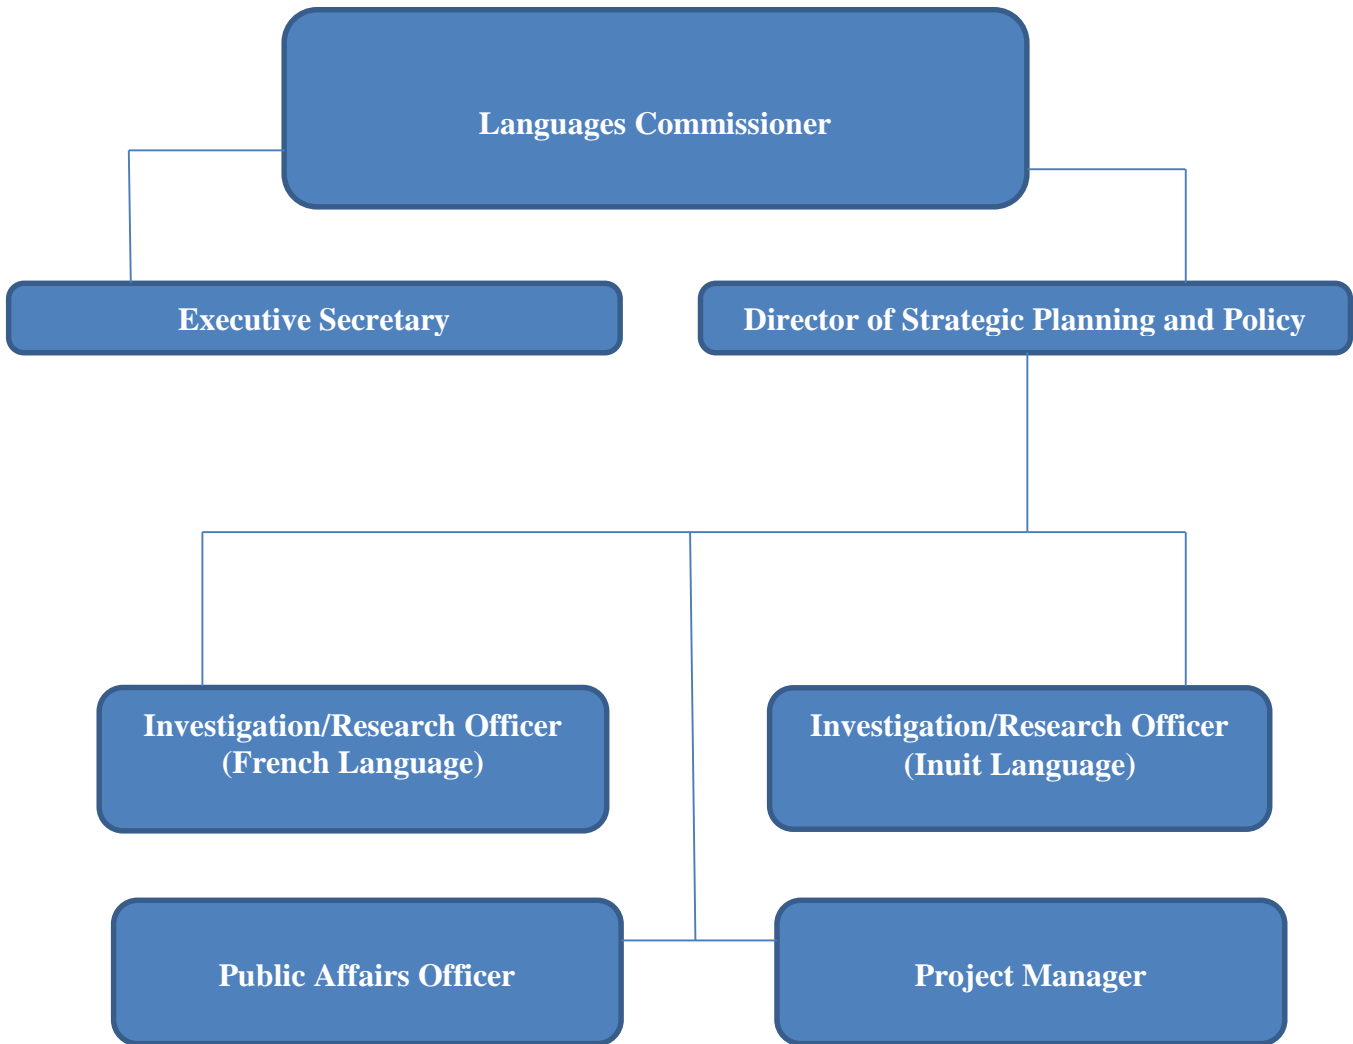 Languages Commissioner
Executive Secretary
Director of Strategic Planning and Policy
Investigation/Research Officer
(French Language)
Investigation/Research Officer
(Inuit Language)
Public Affairs Officer
Project Manager